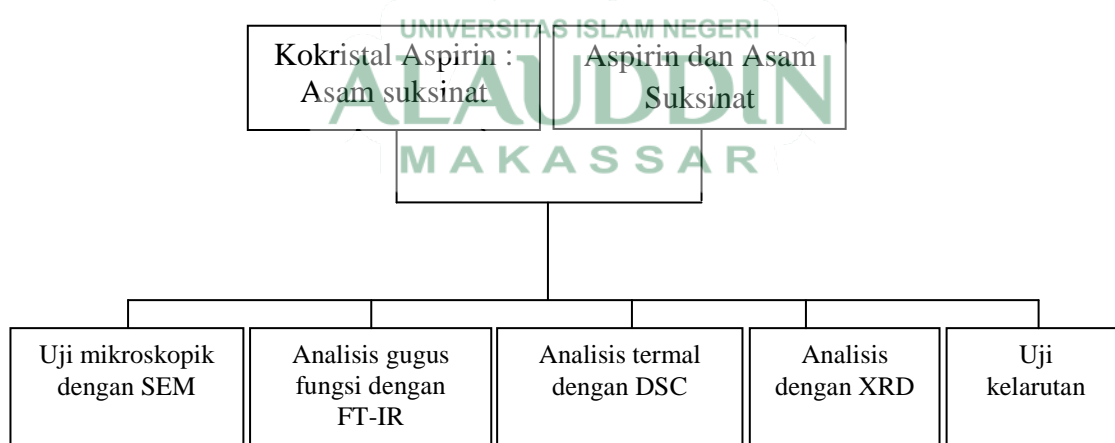 UNIVERSITAS ISLAM NEGERI
ALAUDDIN
MAKASSAR
Kokristal Aspirin :
Asam suksinat
Aspirin dan Asam
Suksinat
Uji mikroskopik
dengan SEM
Analisis gugus
fungsi dengan
FT-IR
Analisis termal
dengan DSC
Analisis
dengan XRD
Uji
kelarutan